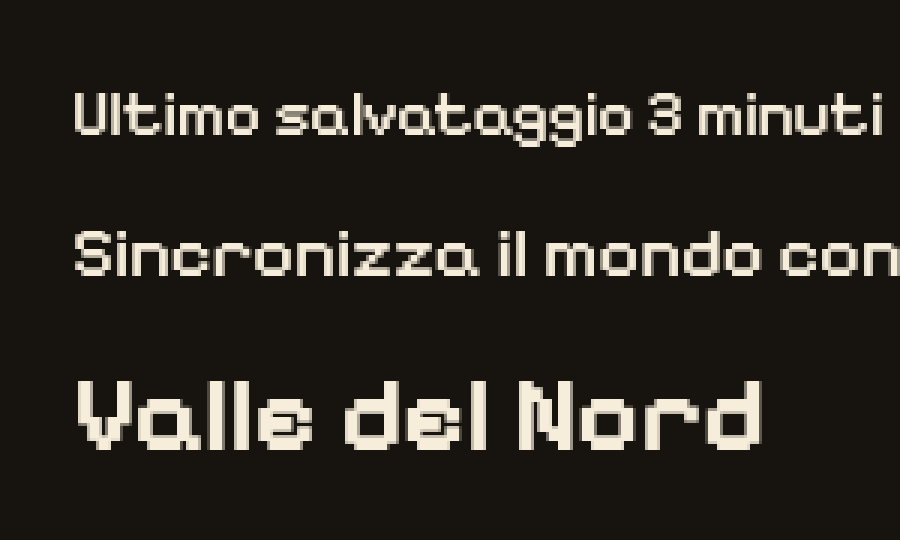 Ultimo salvataggio 3 minuti
Sincronizza il mondo con
Valle del Nord